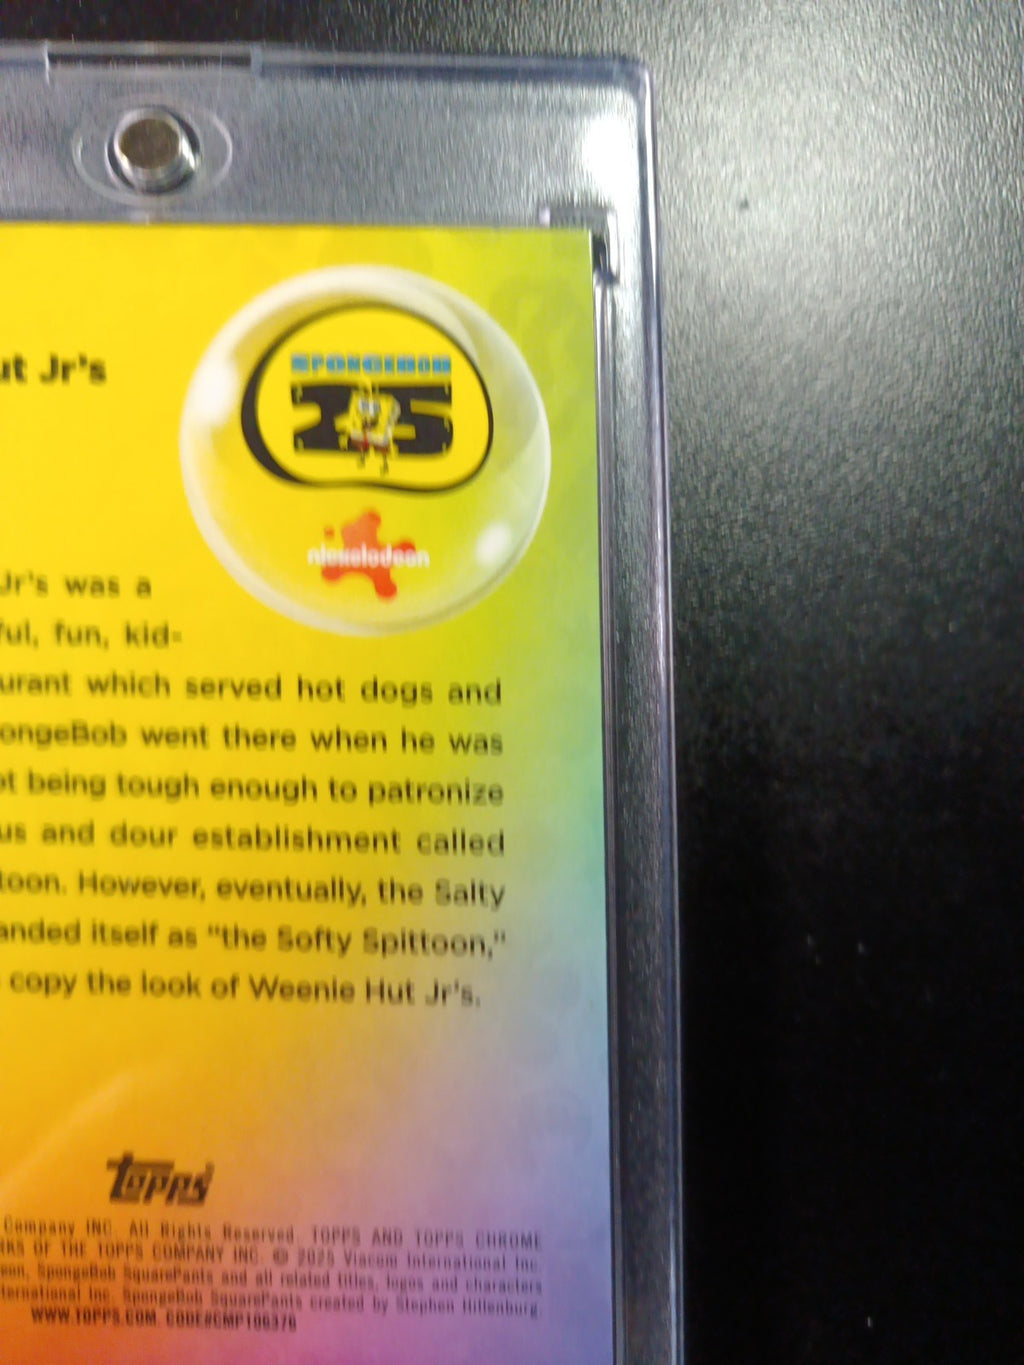 ut Jr's
SPONGEBOB
25
nickelodeon
Jr's was a
ful, fun, kid-
urant which served hot dogs and
ongeBob went there when he was
ot being tough enough to patronize
us and dour establishment called
toon. However, eventually, the Salty
anded itself as "the Softy Spittoon,"
copy the look of Weenie Hut Jr's.
Topps
Company INC. All Rights Reserved. TOPPS AND TOPPS CHROME
RKS OF THE TOPPS COMPANY INC. © 2025 Viacom International Inc.
on, SpongeBob SquarePants and all related titles, logos and characters
ternational Inc. SpongeBob SquarePants created by Stephen Hillenburg.
WWW.TOPPS.COM. CODE#CMP106376